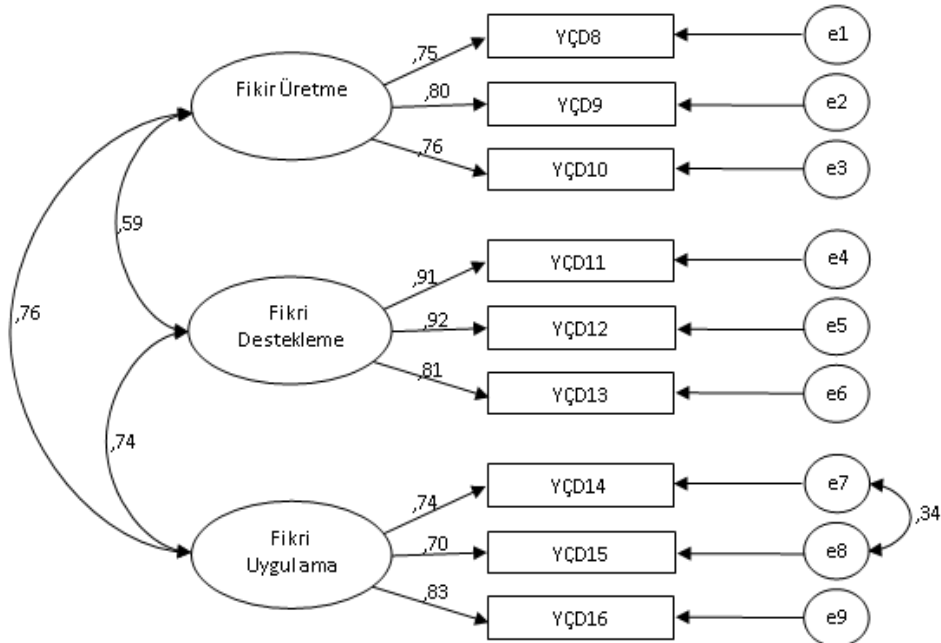 ,75
YÇD8
e1
Fikir Üretme
,80
YÇD9
e2
,76
YÇD10
e3
,59
,91
YÇD11
e4
,76
Fikri
Destekleme
,92
YÇD12
e5
,81
YÇD13
e6
,74
,74
YÇD14
e7
,34
Fikri
Uygulama
,70
YÇD15
e8
,83
YÇD16
e9